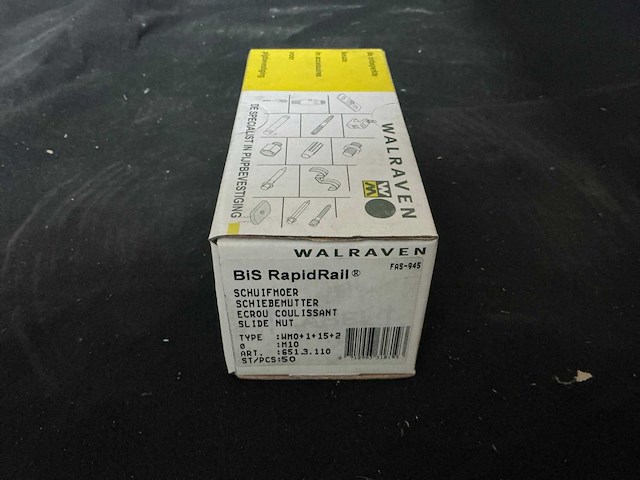 WALRAVEN
DE SPECIALIST IN PIJPBEVESTIGING
WALRAVEN
BiS RapidRail®
FAS-945
SCHUIFMOER
SCHIEBEMUTTER
ECROU COULISSANT
SLIDE NUT
TYPE :WM0+1+15+2
Ø :M10
ART. :651.3.110
ST/PCS:50